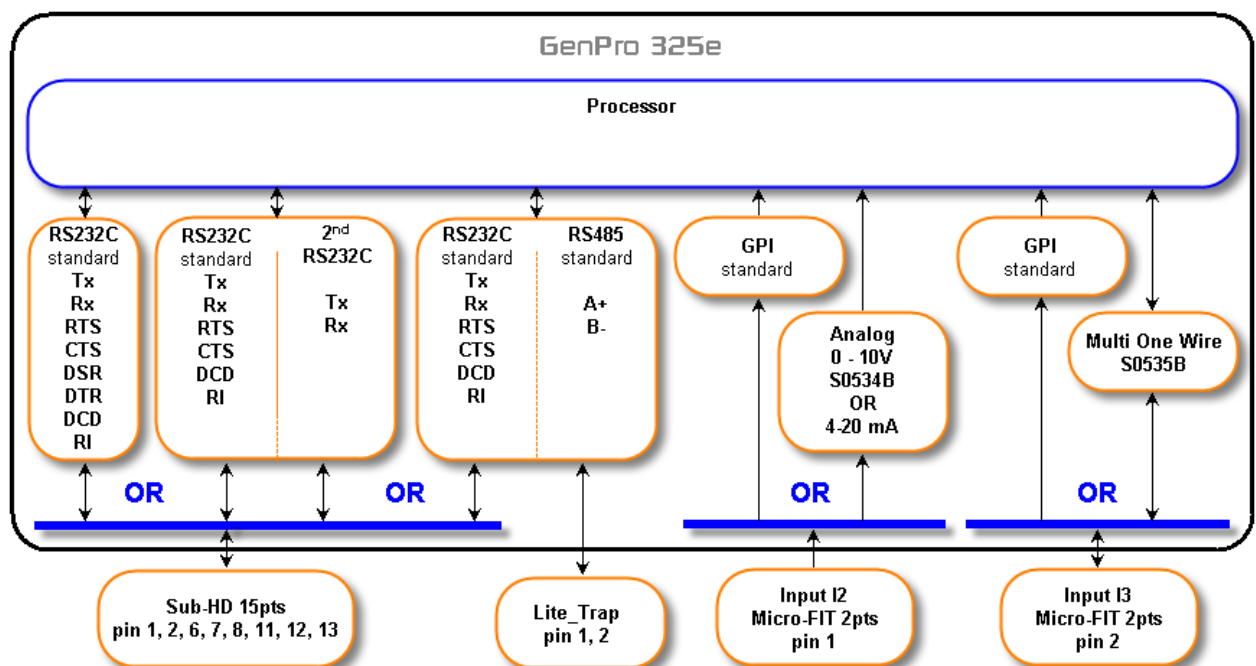 GenPro 325e
Processor
RS232C
standard
Tx
Rx
RTS
CTS
DSR
DTR
DCD
RI
RS232C
standard
Tx
Rx
RTS
CTS
DCD
RI
2nd
RS232C
Tx
Rx
RS232C
standard
Tx
Rx
RTS
CTS
DCD
RI
RS485
standard
A+
B-
GPI
standard
Analog
0 - 10V
S0534B
OR
4-20 mA
GPI
standard
Multi One Wire
S0535B
OR
OR
OR
OR
Sub-HD 15pts
pin 1, 2, 6, 7, 8, 11, 12, 13
Lite_Trap
pin 1, 2
Input I2
Micro-FIT 2pts
pin 1
Input I3
Micro-FIT 2pts
pin 2